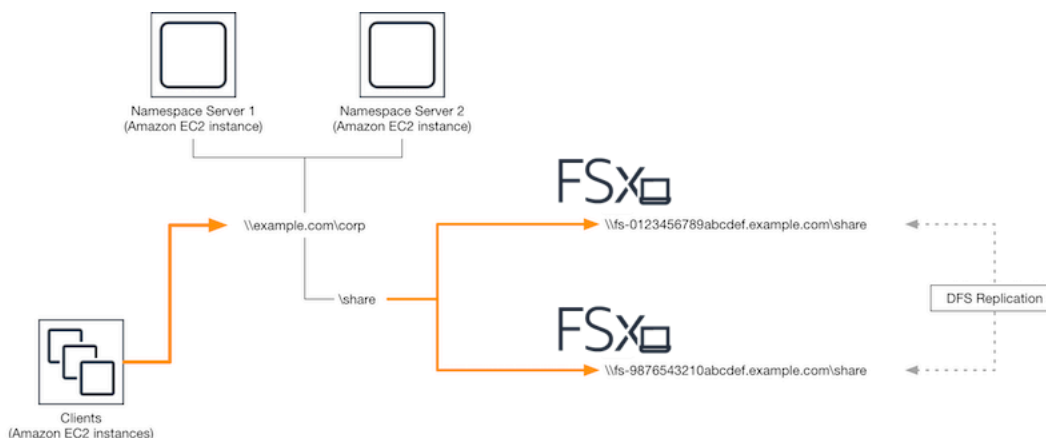 Namespace Server 1
(Amazon EC2 instance)
Namespace Server 2
(Amazon EC2 instance)
FSx
\\example.com\corp
\\fs-0123456789abcdef.example.com\share
\share
DFS Replication
FSx
\\fs-9876543210abcdef.example.com\share
Clients
(Amazon EC2 instances)